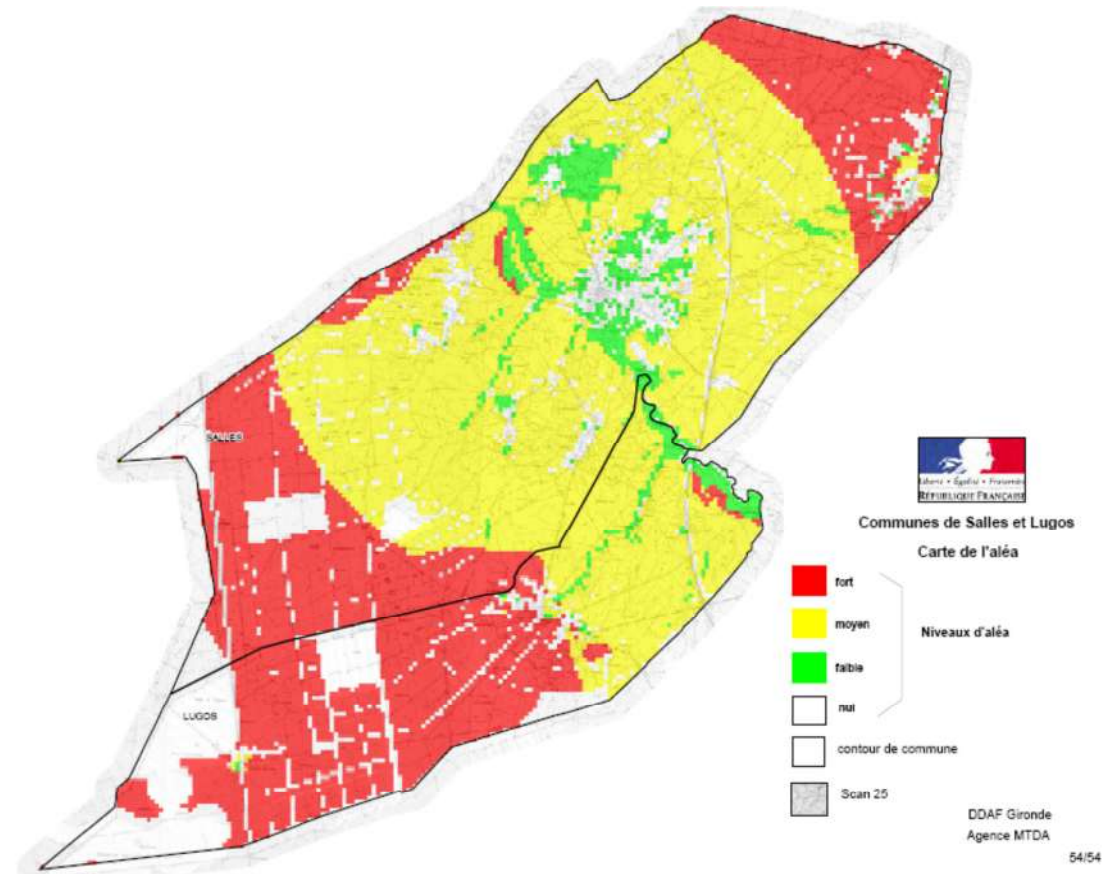 SALLES
LUGOS
Liberté • Égalité • Fraternité
RÉPUBLIQUE FRANÇAISE
Communes de Salles et Lugos
Carte de l'aléa
fort
moyen
faible
nul
Niveaux d'aléa
contour de commune
Scan 25
DDAF Gironde
Agence MTDA
54/54